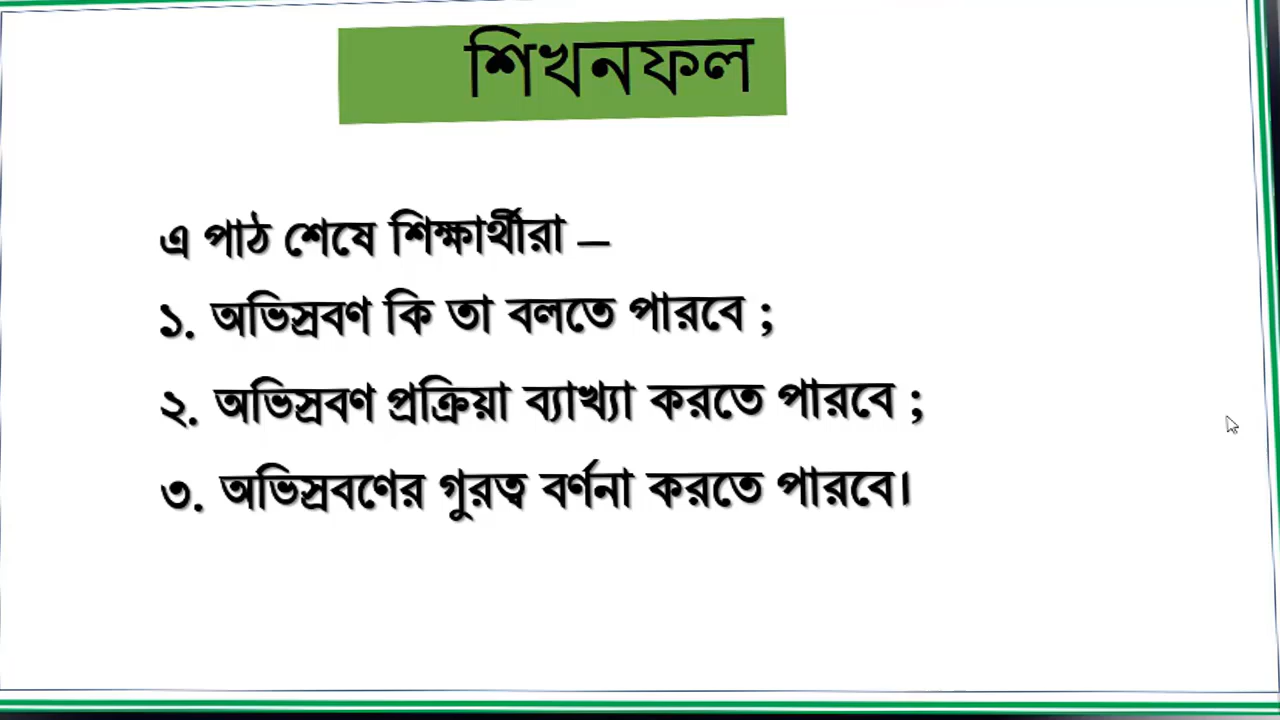 শিখনফল
এ পাঠ শেষে শিক্ষার্থীরা –
১. অভিস্রবণ কি তা বলতে পারবে ;
২. অভিস্রবণ প্রক্রিয়া ব্যাখ্যা করতে পারবে ;
৩. অভিস্রবণের গুরত্ব বর্ণনা করতে পারবে।